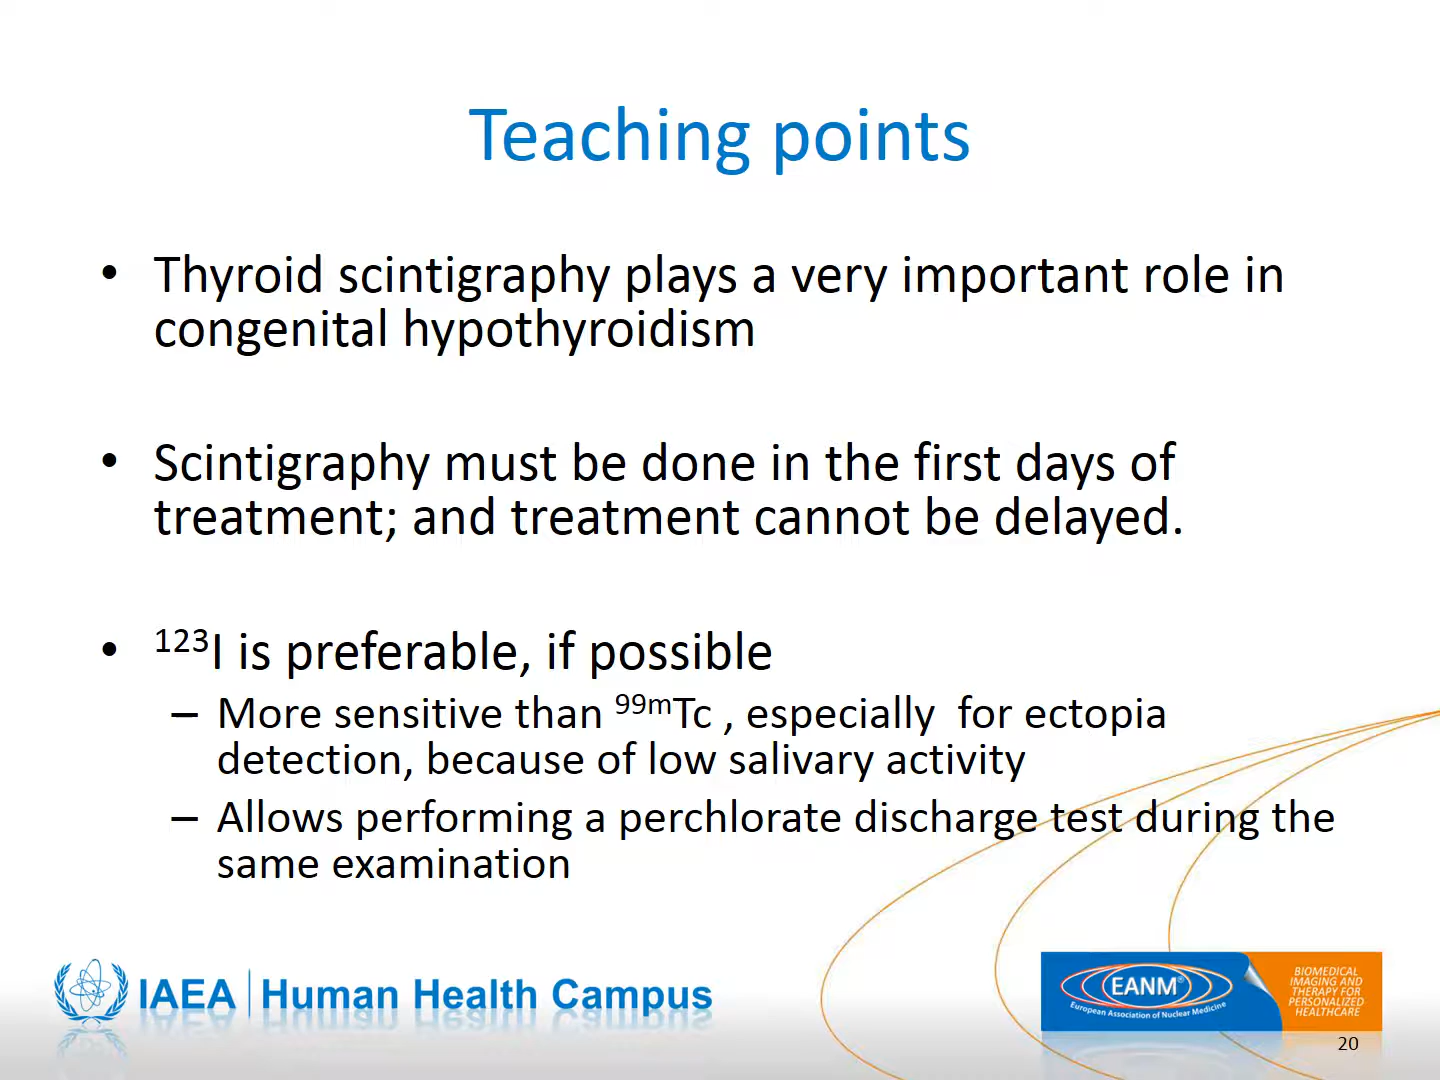 Teaching points
• Thyroid scintigraphy plays a very important role in
congenital hypothyroidism
• Scintigraphy must be done in the first days of
treatment; and treatment cannot be delayed.
• ¹²³I is preferable, if possible
– More sensitive than ⁹⁹ᵐTc , especially  for ectopia
detection, because of low salivary activity
– Allows performing a perchlorate discharge test during the
same examination
IAEA | Human Health Campus
EANM®
European Association of Nuclear Medicine
BIOMEDICAL
IMAGING AND
THERAPY FOR
PERSONALIZED
HEALTHCARE
20